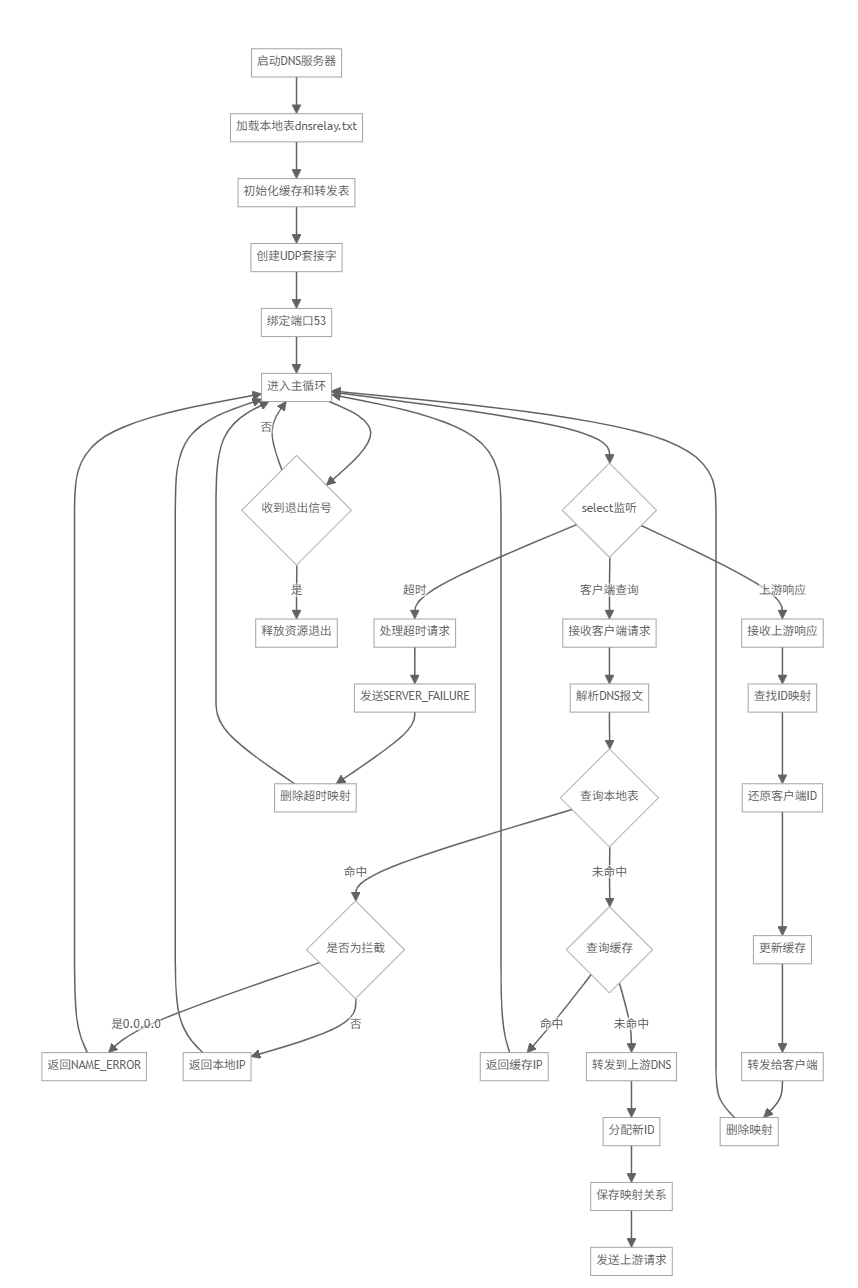 启动DNS服务器
加载本地表dnsrelay.txt
初始化缓存和转发表
创建UDP套接字
绑定端口53
进入主循环
否
收到退出信号
select监听
是
超时
客户端查询
上游响应
释放资源退出
处理超时请求
接收客户端请求
接收上游响应
发送SERVER_FAILURE
解析DNS报文
查找ID映射
删除超时映射
查询本地表
还原客户端ID
命中
未命中
是否为拦截
查询缓存
更新缓存
是0.0.0.0
否
命中
未命中
返回NAME_ERROR
返回本地IP
返回缓存IP
转发到上游DNS
转发给客户端
分配新ID
删除映射
保存映射关系
发送上游请求